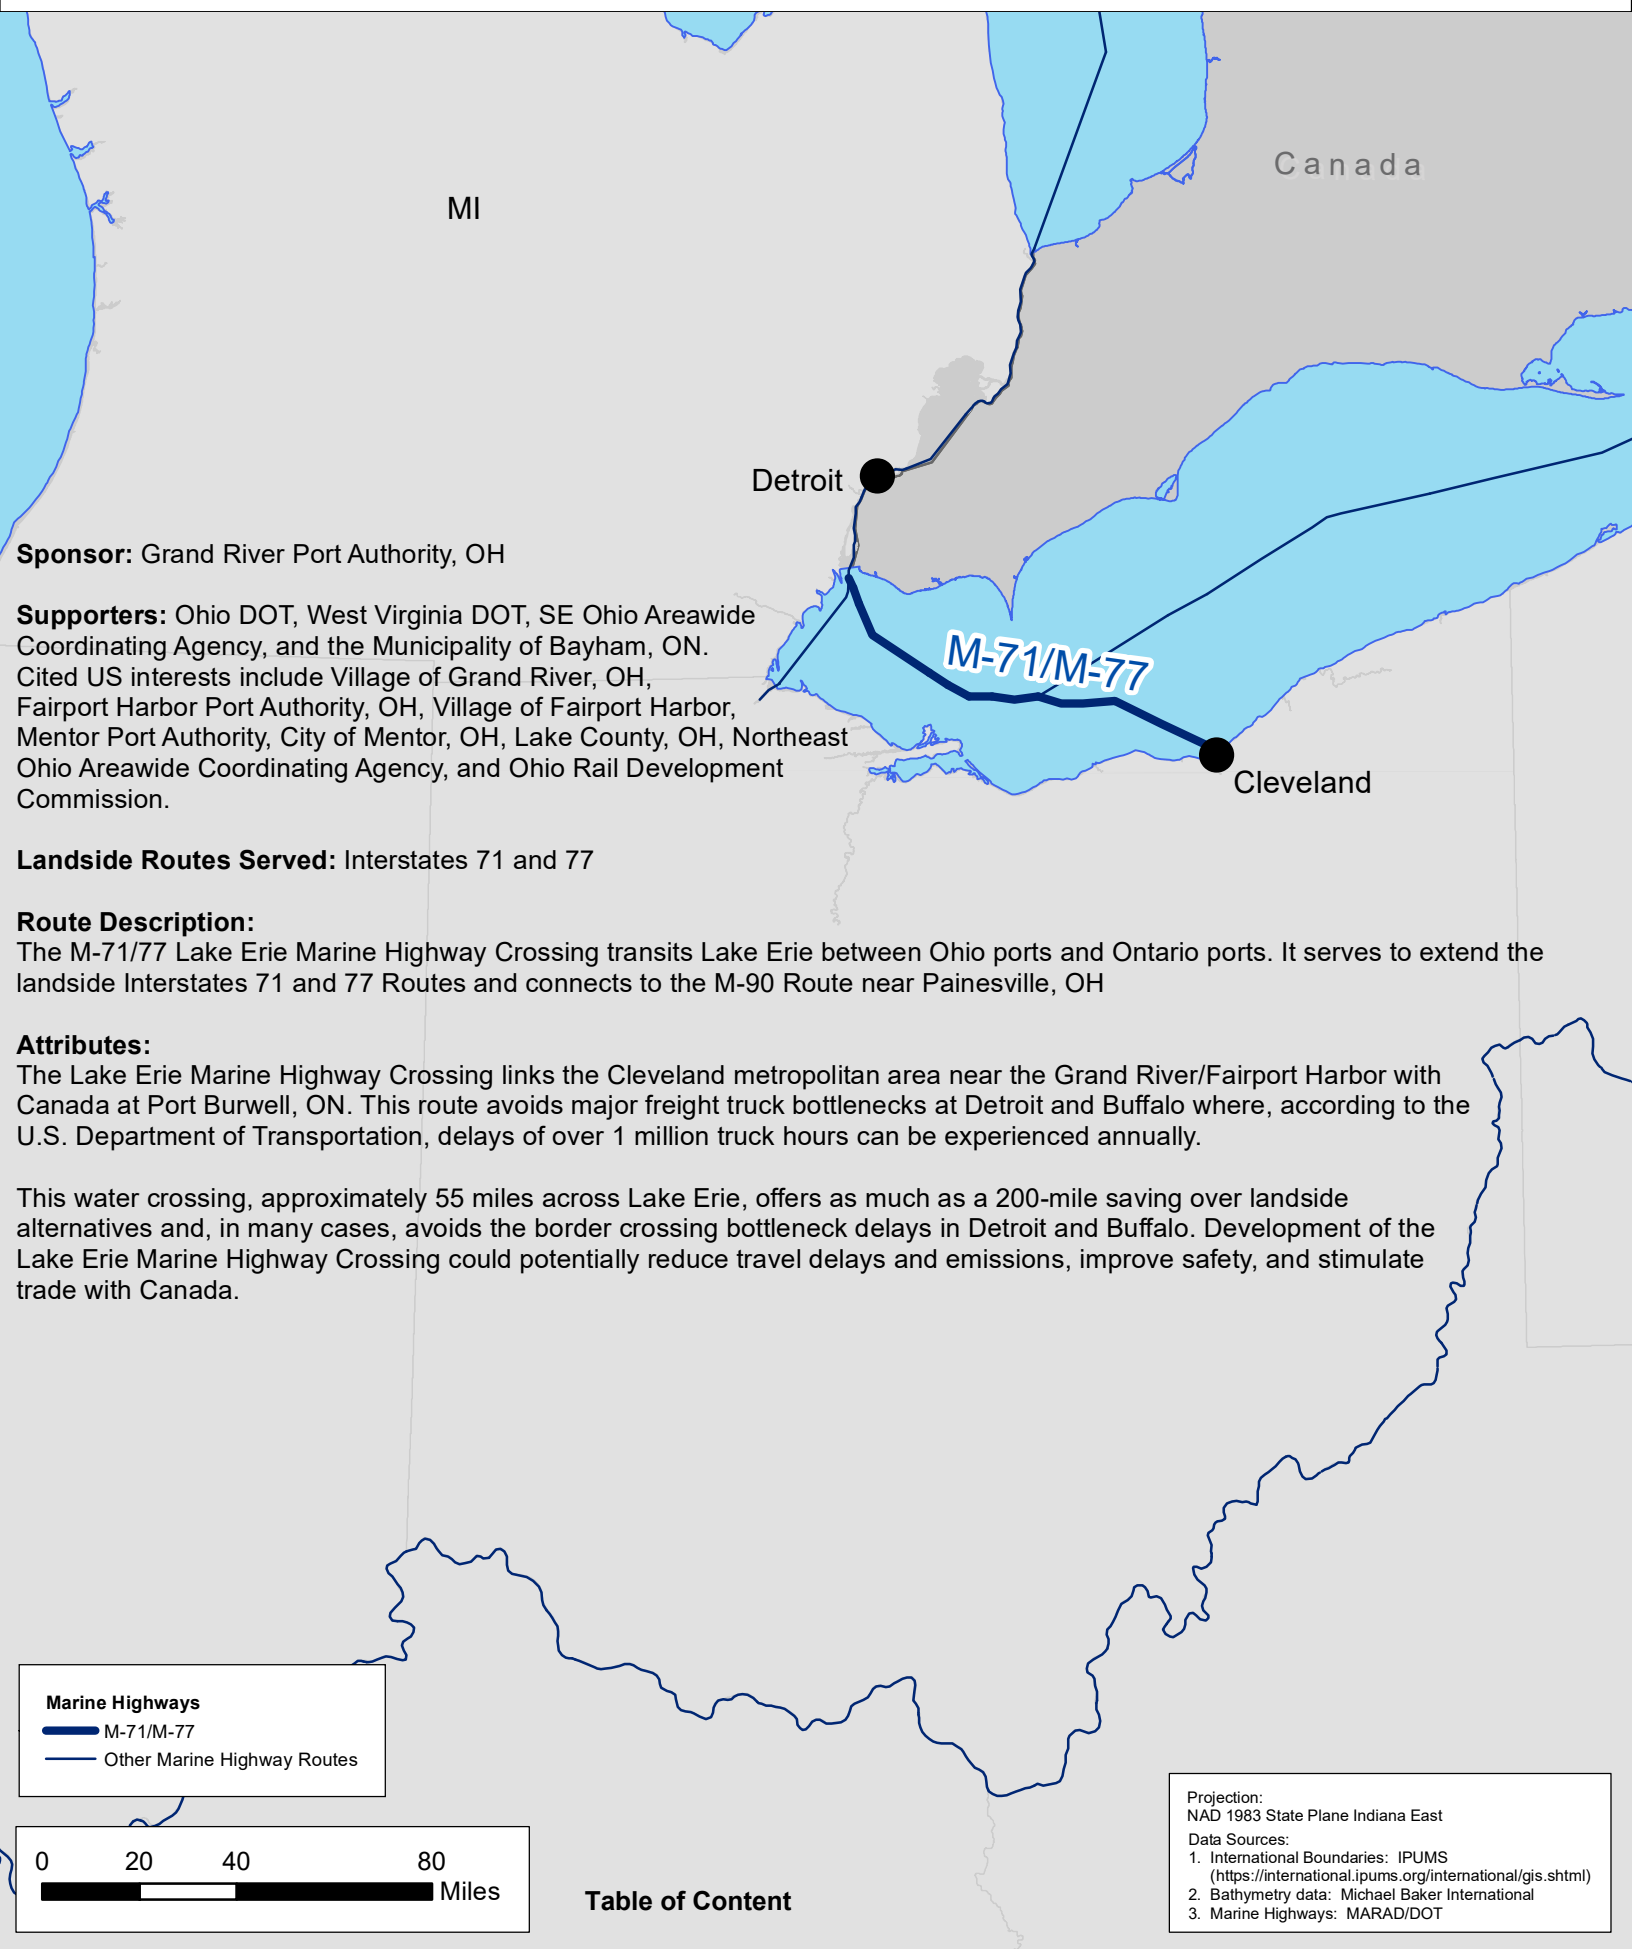 Canada
MI
Detroit
Sponsor: Grand River Port Authority, OH
Supporters: Ohio DOT, West Virginia DOT, SE Ohio Areawide
Coordinating Agency, and the Municipality of Bayham, ON.
Cited US interests include Village of Grand River, OH,
Fairport Harbor Port Authority, OH, Village of Fairport Harbor,
Mentor Port Authority, City of Mentor, OH, Lake County, OH, Northeast
Ohio Areawide Coordinating Agency, and Ohio Rail Development
Commission.
M-71/M-77
Cleveland
Landside Routes Served: Interstates 71 and 77
Route Description:
The M-71/77 Lake Erie Marine Highway Crossing transits Lake Erie between Ohio ports and Ontario ports. It serves to extend the
landside Interstates 71 and 77 Routes and connects to the M-90 Route near Painesville, OH
Attributes:
The Lake Erie Marine Highway Crossing links the Cleveland metropolitan area near the Grand River/Fairport Harbor with
Canada at Port Burwell, ON. This route avoids major freight truck bottlenecks at Detroit and Buffalo where, according to the
U.S. Department of Transportation, delays of over 1 million truck hours can be experienced annually.
This water crossing, approximately 55 miles across Lake Erie, offers as much as a 200-mile saving over landside
alternatives and, in many cases, avoids the border crossing bottleneck delays in Detroit and Buffalo. Development of the
Lake Erie Marine Highway Crossing could potentially reduce travel delays and emissions, improve safety, and stimulate
trade with Canada.
Marine Highways
M-71/M-77
Other Marine Highway Routes
0 20 40 80
Miles
Table of Content
Projection:
NAD 1983 State Plane Indiana East
Data Sources:
1. International Boundaries: IPUMS
(https://international.ipums.org/international/gis.shtml)
2. Bathymetry data: Michael Baker International
3. Marine Highways: MARAD/DOT